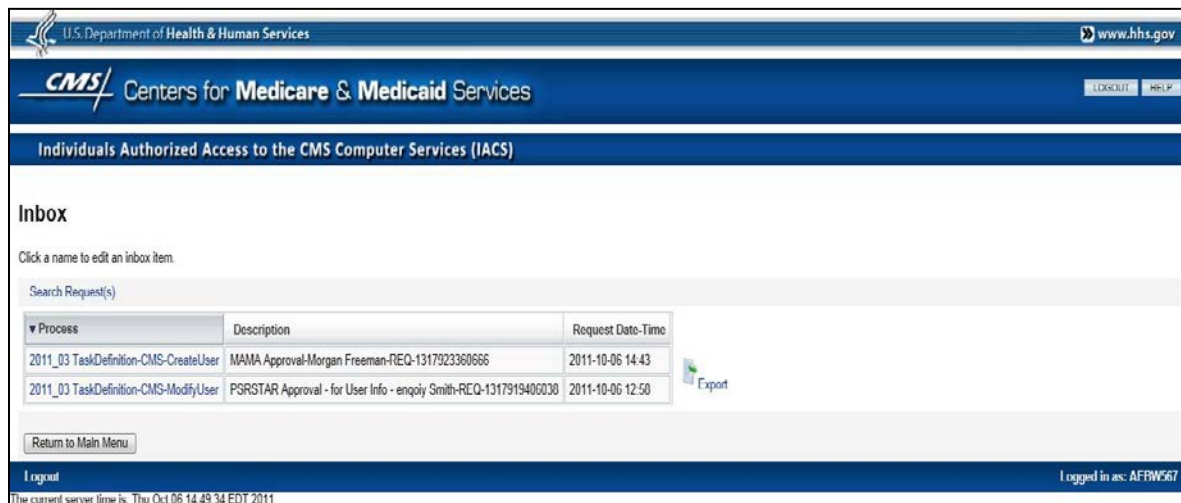 U.S. Department of Health & Human Services
www.hhs.gov
CMS Centers for Medicare & Medicaid Services
LOGOUT HELP
Individuals Authorized Access to the CMS Computer Services (IACS)
Inbox
Click a name to edit an inbox item.
Search Request(s)
▼ Process Description Request Date-Time
2011_03 TaskDefinition-CMS-CreateUser MAMA Approval-Morgan Freeman-REQ-1317923360666 2011-10-06 14:43
2011_03 TaskDefinition-CMS-ModifyUser PSRSTAR Approval - for User Info - enqoiy Smith-REQ-1317919406038 2011-10-06 12:58
Export
Return to Main Menu
Logout Logged in as: AFBW567
The current server time is. Thu Oct 06 14 49 34 EDT 2011